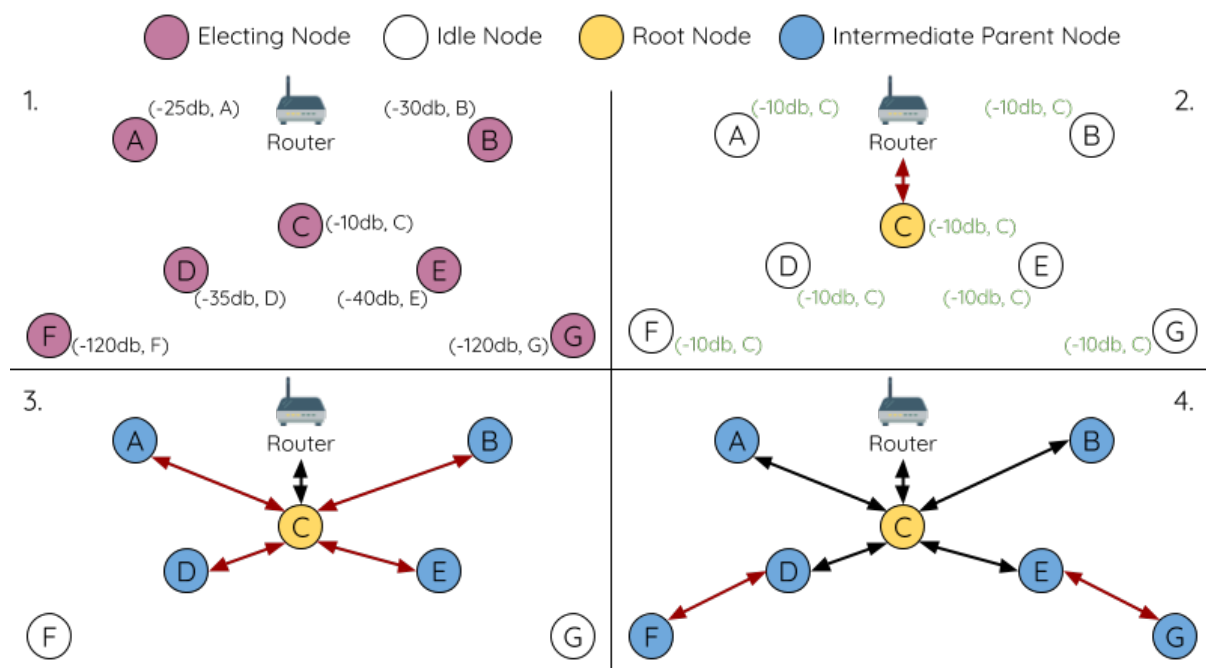 Electing Node Idle Node Root Node Intermediate Parent Node
1.
(-25db, A) (-30db, B)
A Router B
C (-10db, C)
D E
(-35db, D) (-40db, E)
F (-120db, F) (-120db, G) G
2.
(-10db, C) (-10db, C)
A Router B
C (-10db, C)
D E
(-10db, C) (-10db, C)
F (-10db, C) (-10db, C) G
3.
A Router B
C
D E
F G
4.
A Router B
C
D E
F G